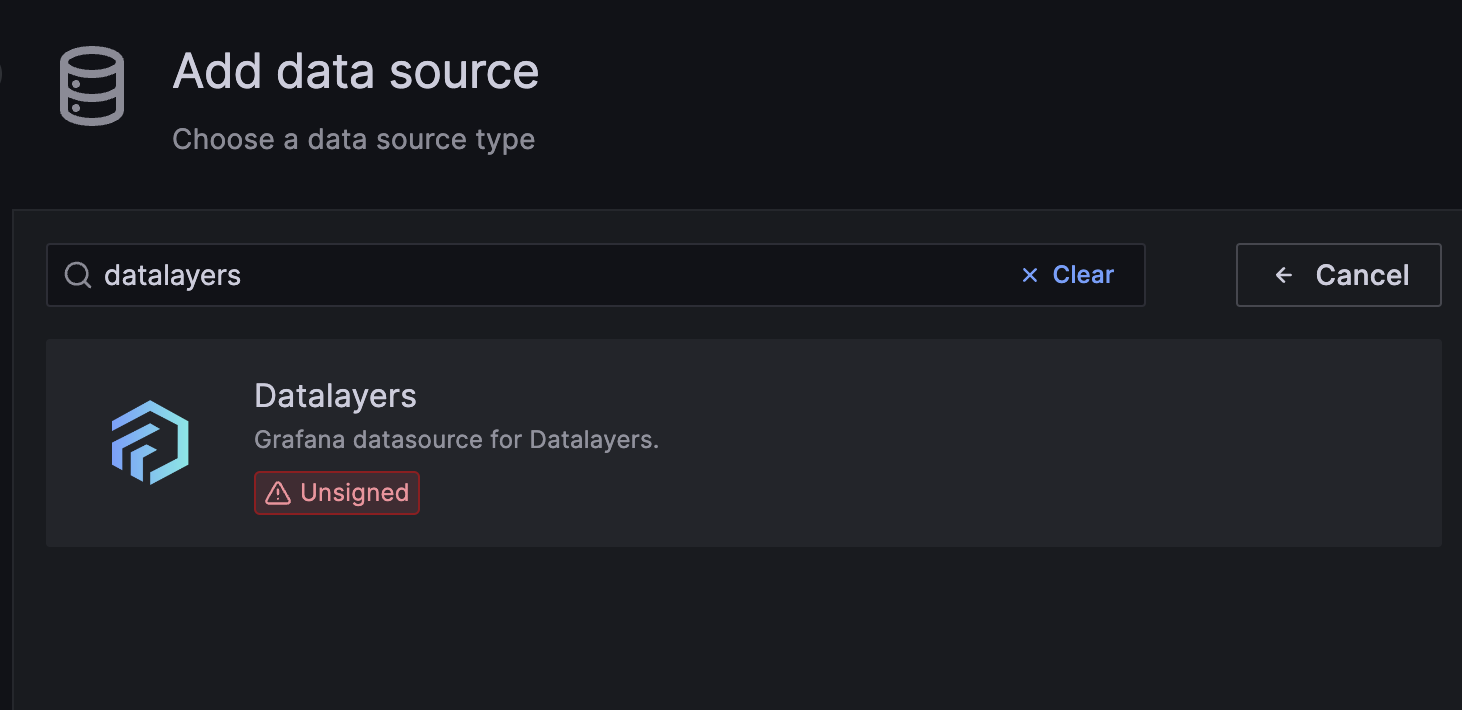 Add data source
Choose a data source type
datalayers
Clear
Cancel
Datalayers
Grafana datasource for Datalayers.
Unsigned